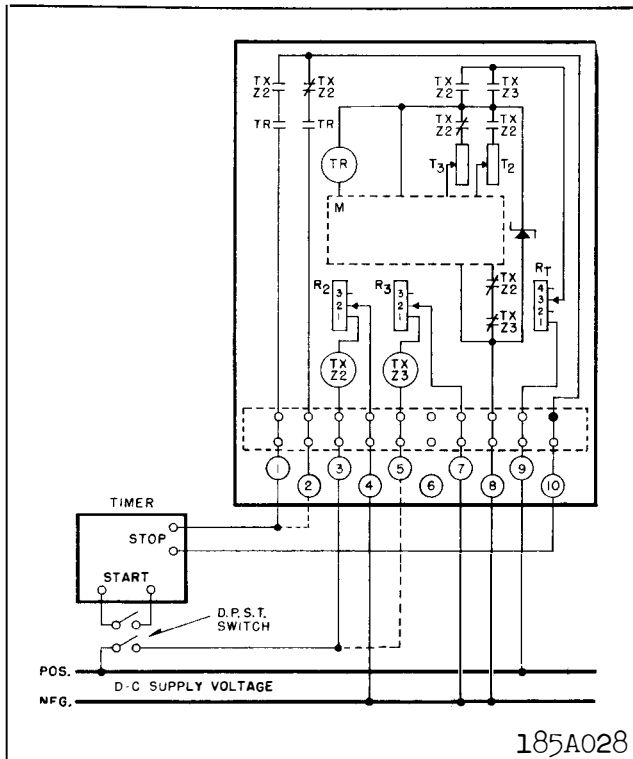 TX Z2
TX Z2
TX Z2
TX Z3
TX Z2
TX Z2
TR
TR
TR
T3
T2
M
TX Z2
TX Z3
R2
3
2
1
R3
3
2
1
RT
4
3
2
1
TX Z2
TX Z3
1
2
3
4
5
6
7
8
9
10
TIMER
STOP
START
D.P.S.T.
SWITCH
POS.
D-C SUPPLY VOLTAGE
NEG.
185A028